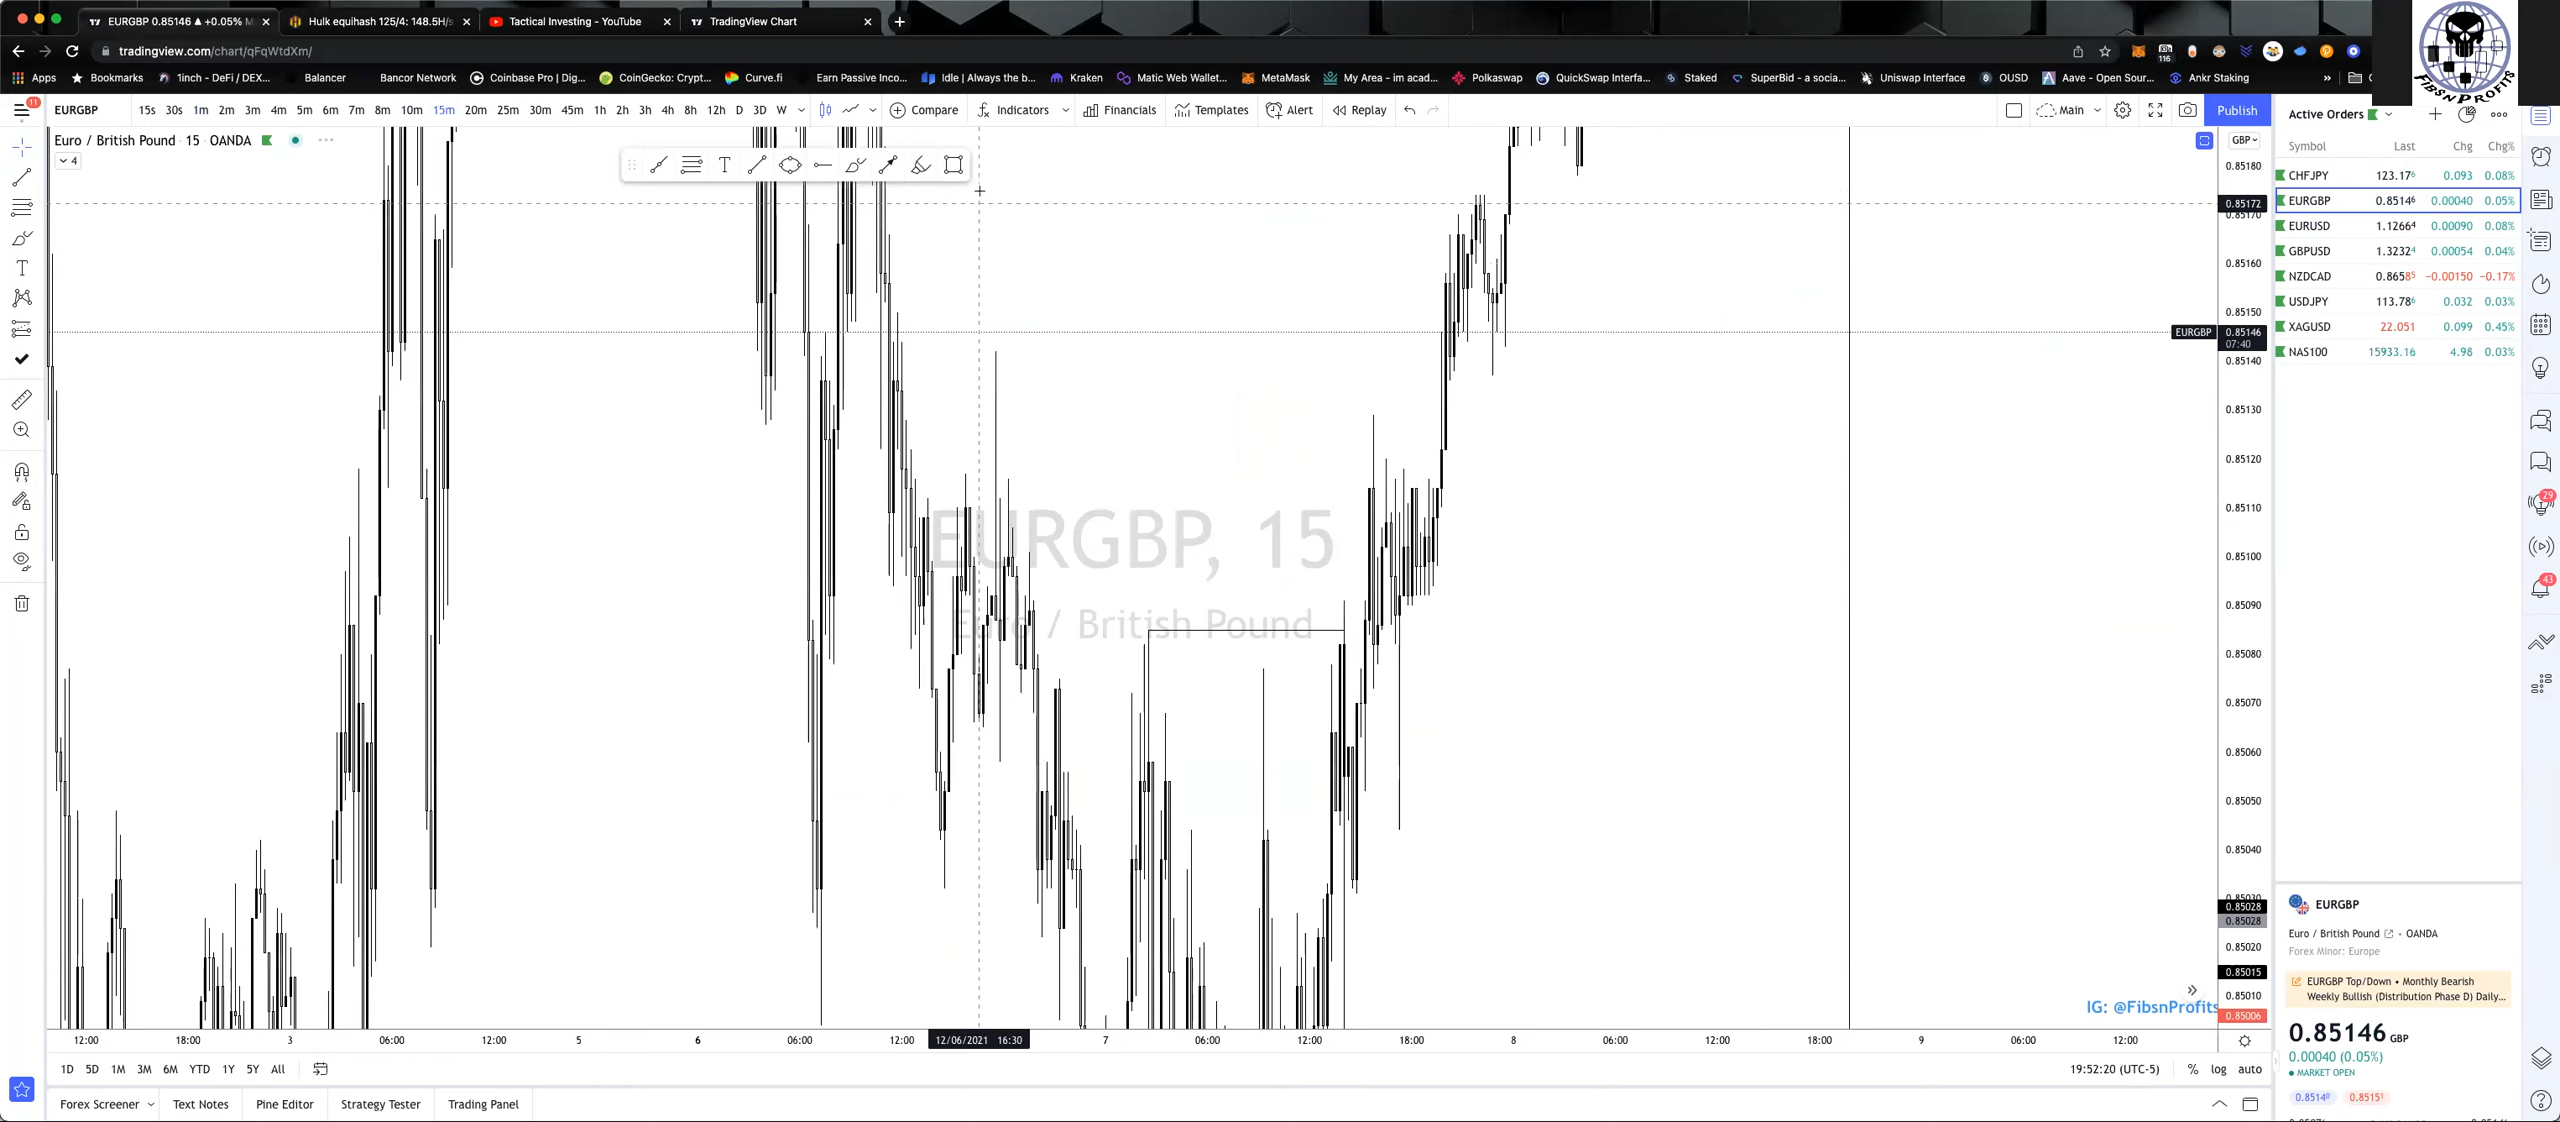 EURGBP 0.85146 ▲ +0.05% M
Hulk equihash 125/4: 148.5H/s
Tactical Investing - YouTube
TradingView Chart
tradingview.com/chart/qFqWtdXm/
116
Apps
Bookmarks
1inch - DeFi / DEX...
Balancer
Bancor Network
Coinbase Pro | Dig...
CoinGecko: Crypt...
Curve.fi
Earn Passive Inco...
Idle | Always the b...
Kraken
Matic Web Wallet...
MetaMask
My Area - im acad...
Polkaswap
QuickSwap Interfa...
Staked
SuperBid - a socia...
Uniswap Interface
OUSD
Aave - Open Sour...
Ankr Staking
»
FIBSNPROFITS
11
EURGBP
15s 30s 1m 2m 3m 4m 5m 6m 7m 8m 10m 15m 20m 25m 30m 45m 1h 2h 3h 4h 8h 12h D 3D W
Compare
Indicators
Financials
Templates
Alert
Replay
Main
Publish
Active Orders
Euro / British Pound · 15 · OANDA
4
GBP
Symbol Last Chg Chg%
CHFJPY 123.176 0.093 0.08%
EURGBP 0.85146 0.00040 0.05%
EURUSD 1.12664 0.00090 0.08%
GBPUSD 1.32324 0.00054 0.04%
NZDCAD 0.86585 −0.00150 −0.17%
USDJPY 113.786 0.032 0.03%
XAGUSD 22.051 0.099 0.45%
NAS100 15933.16 4.98 0.03%
0.85180
0.85172
0.85170
0.85160
0.85150
EURGBP 0.85146
07:40
0.85140
0.85130
0.85120
0.85110
0.85100
0.85090
0.85080
0.85070
0.85060
0.85050
0.85040
0.85030
0.85028
0.85028
0.85020
0.85015
0.85010
0.85006
EURGBP, 15
Euro / British Pound
29
43
IG: @FibsnProfits
12:00 18:00 3 06:00 12:00 5 6 06:00 12:00 12/06/2021 16:30 7 06:00 12:00 18:00 8 06:00 12:00 18:00 9 06:00 12:00
1D 5D 1M 3M 6M YTD 1Y 5Y All
19:52:20 (UTC-5)
% log auto
Forex Screener
Text Notes
Pine Editor
Strategy Tester
Trading Panel
EURGBP
Euro / British Pound · OANDA
Forex Minor: Europe
EURGBP Top/Down • Monthly Bearish
Weekly Bullish (Distribution Phase D) Daily...
0.85146 GBP
0.00040 (0.05%)
● MARKET OPEN
0.85140 0.85151